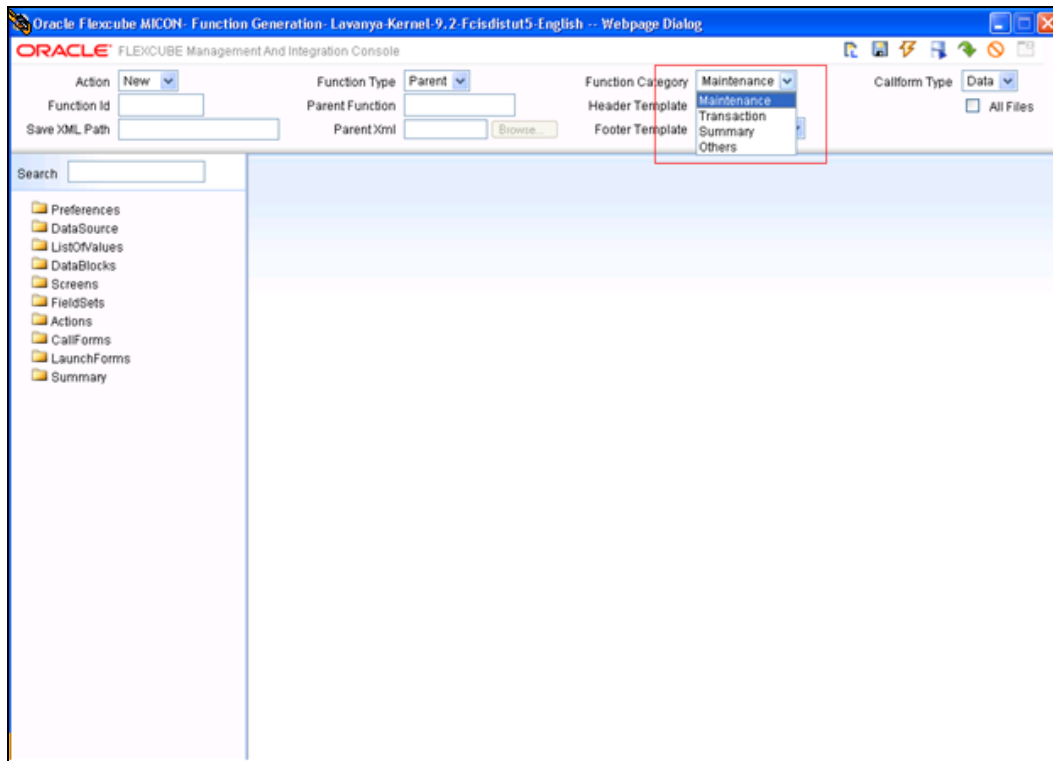 Oracle Flexcube MICON- Function Generation- Lavanya-Kernel-9.2-Fcisdistut5-English -- Webpage Dialog
ORACLE FLEXCUBE Management And Integration Console
Action New Function Type Parent Function Category Maintenance Callform Type Data
Function Id Parent Function Header Template Maintenance All Files
Transaction
Save XML Path Parent Xml Browse... Footer Template Summary
Others
Search
Preferences
DataSource
ListOfValues
DataBlocks
Screens
FieldSets
Actions
CallForms
LaunchForms
Summary